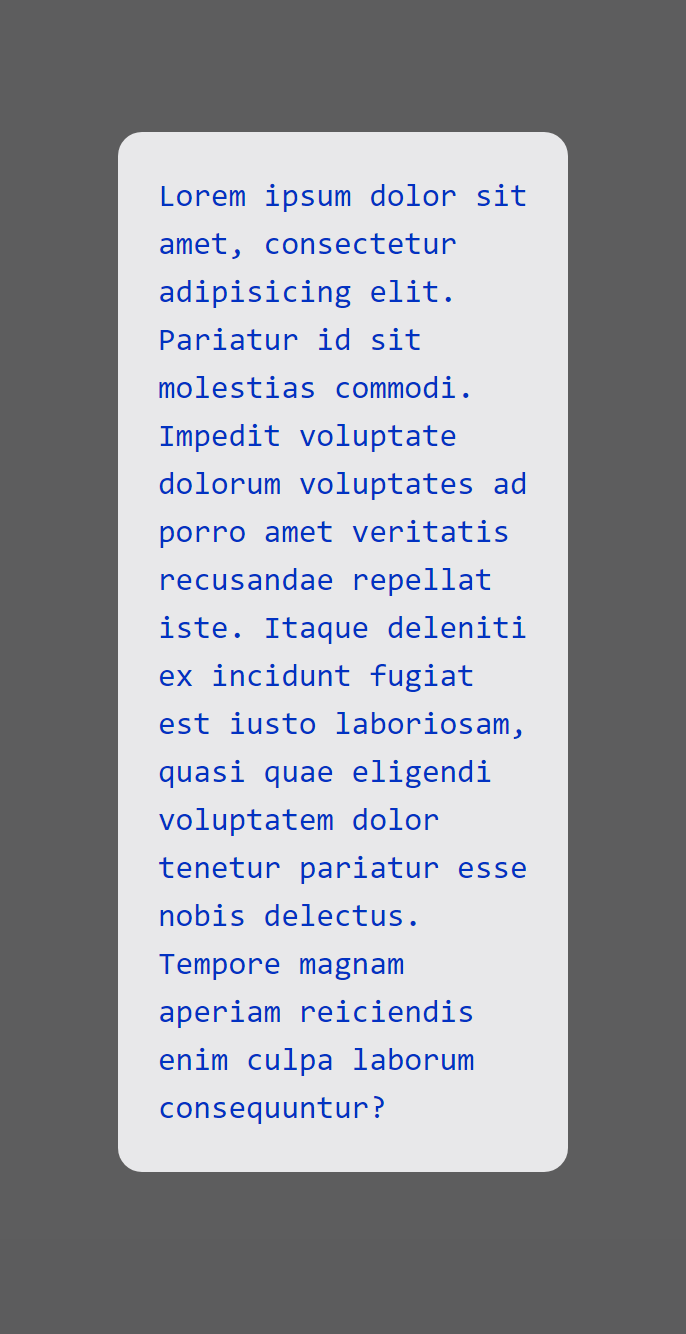 Lorem ipsum dolor sit
amet, consectetur
adipisicing elit.
Pariatur id sit
molestias commodi.
Impedit voluptate
dolorum voluptates ad
porro amet veritatis
recusandae repellat
iste. Itaque deleniti
ex incidunt fugiat
est iusto laboriosam,
quasi quae eligendi
voluptatem dolor
tenetur pariatur esse
nobis delectus.
Tempore magnam
aperiam reiciendis
enim culpa laborum
consequuntur?